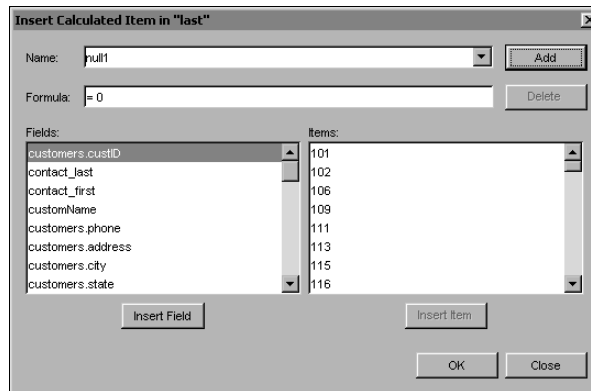 Insert Calculated Item in "last"
Name: null1 Add
Formula: = 0 Delete
Fields: Items:
customers.custID 101
contact_last 102
contact_first 106
customName 109
customers.phone 111
customers.address 113
customers.city 115
customers.state 116
Insert Field Insert Item
OK Close